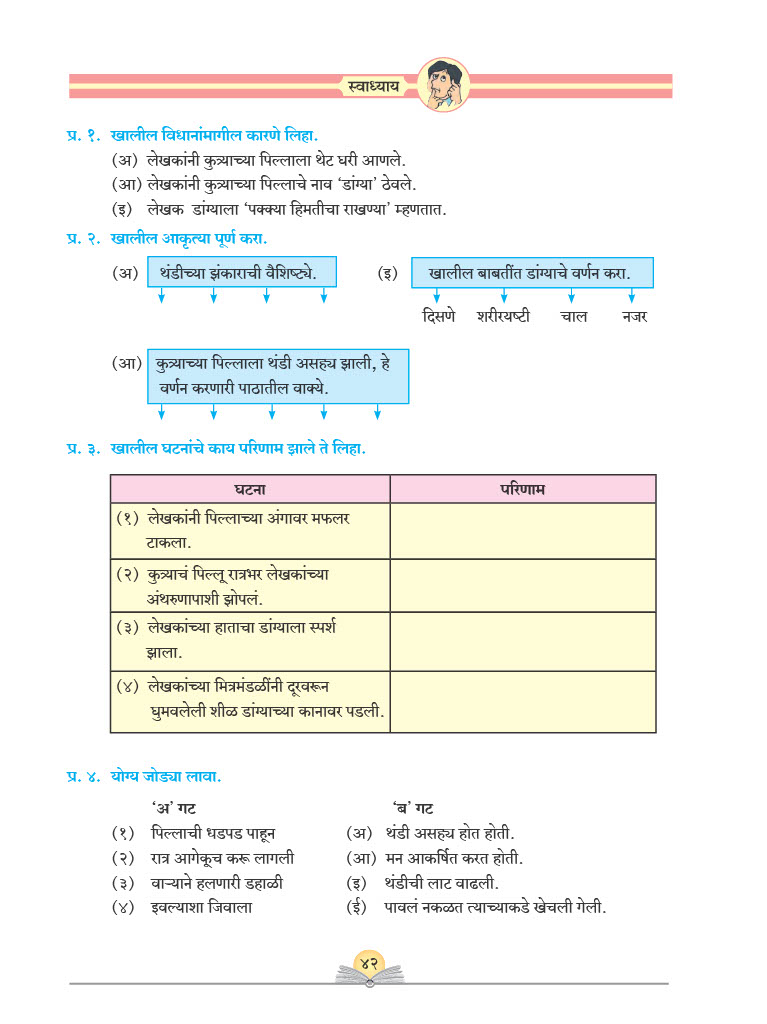 स्वाध्याय
प्र. १. खालील विधानांमागील कारणे लिहा.
(अ) लेखकांनी कुत्र्याच्या पिल्लाला थेट घरी आणले.
(आ) लेखकांनी कुत्र्याच्या पिल्लाचे नाव ‘डांग्या’ ठेवले.
(इ) लेखक डांग्याला ‘पक्क्या हिमतीचा राखण्या’ म्हणतात.
प्र. २. खालील आकृत्या पूर्ण करा.
(अ) थंडीच्या झंकाराची वैशिष्ट्ये.
(इ) खालील बाबतींत डांग्याचे वर्णन करा.
दिसणे शरीरयष्टी चाल नजर
(आ) कुत्र्याच्या पिल्लाला थंडी असह्य झाली, हे
वर्णन करणारी पाठातील वाक्ये.
प्र. ३. खालील घटनांचे काय परिणाम झाले ते लिहा.
घटना परिणाम
(१) लेखकांनी पिल्लाच्या अंगावर मफलर
टाकला.
(२) कुत्र्याचं पिल्लू रात्रभर लेखकांच्या
अंथरुणापाशी झोपलं.
(३) लेखकांच्या हाताचा डांग्याला स्पर्श
झाला.
(४) लेखकांच्या मित्रमंडळींनी दूरवरून
घुमवलेली शीळ डांग्याच्या कानावर पडली.
प्र. ४. योग्य जोड्या लावा.
‘अ’ गट ‘ब’ गट
(१) पिल्लाची धडपड पाहून (अ) थंडी असह्य होत होती.
(२) रात्र आगेकूच करू लागली (आ) मन आकर्षित करत होती.
(३) वाऱ्याने हलणारी डहाळी (इ) थंडीची लाट वाढली.
(४) इवल्याशा जिवाला (ई) पावलं नकळत त्याच्याकडे खेचली गेली.
४२